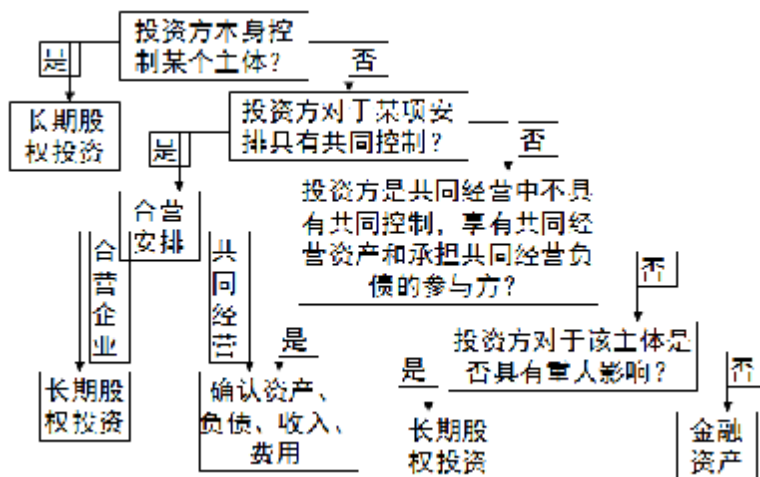 投资方本身控
制某个主体？
是
否
长期股
权投资
投资方对于某项安
排具有共同控制？
是
否
合营
安排
投资方是共同经营中不具
有共同控制，享有共同经
营资产和承担共同经营负
债的参与方？
合营企业
共同经营
是
否
长期股
权投资
确认资产、
负债、收入、
费用
投资方对于该主体是
否具有重大影响？
是
否
长期股
权投资
金融
资产